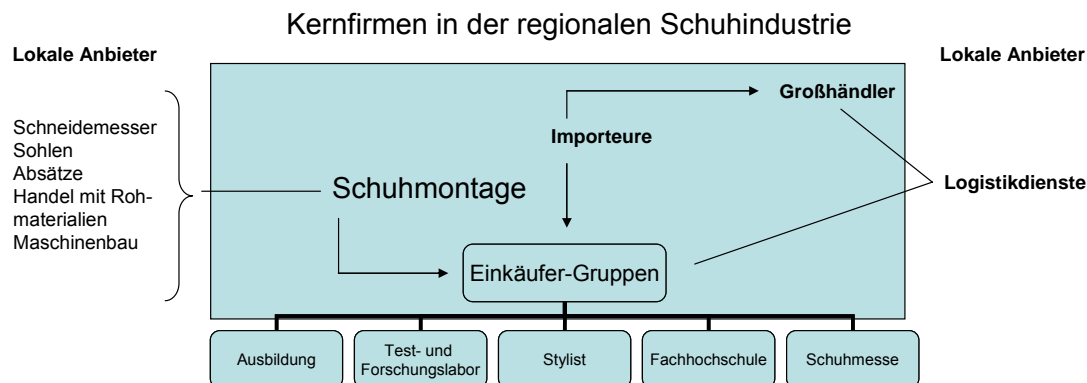 Kernfirmen in der regionalen Schuhindustrie
Lokale Anbieter
Lokale Anbieter
Großhändler
Importeure
Schneidemesser
Sohlen
Absätze
Handel mit Roh-
materialien
Maschinenbau
Schuhmontage
Logistikdienste
Einkäufer-Gruppen
Ausbildung
Test- und
Forschungslabor
Stylist
Fachhochschule
Schuhmesse